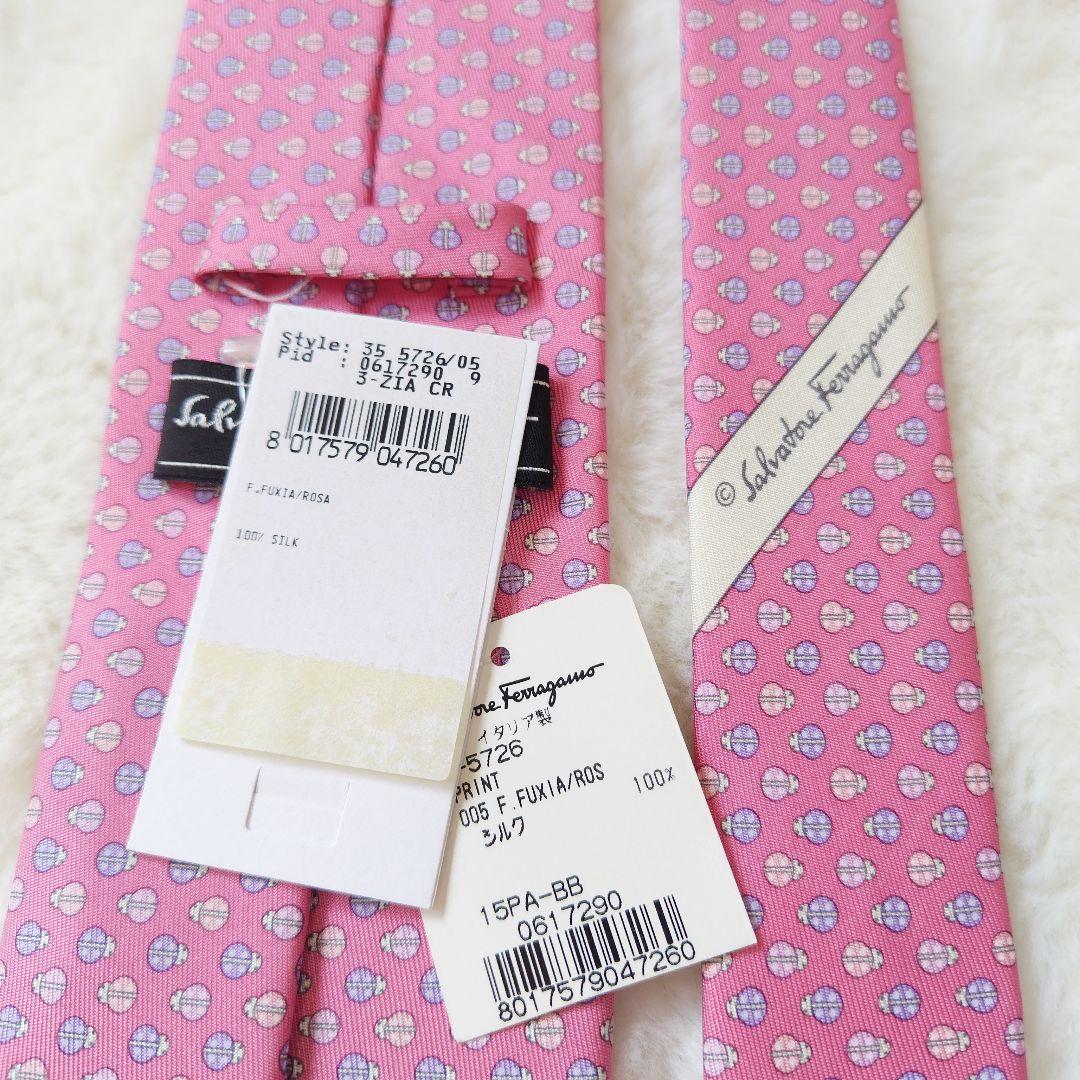 Style: 35 5726/05
Pid : 0617290 9
3-ZIA CR
8 017579 047260
F.FUXIA/ROSA
100% SILK
Ferragamo
イタリア製
-5726
PRINT
005 F.FUXIA/ROS 100%
シルク
15PA-BB
0617290
8017579047260
© Salvatore Ferragamo